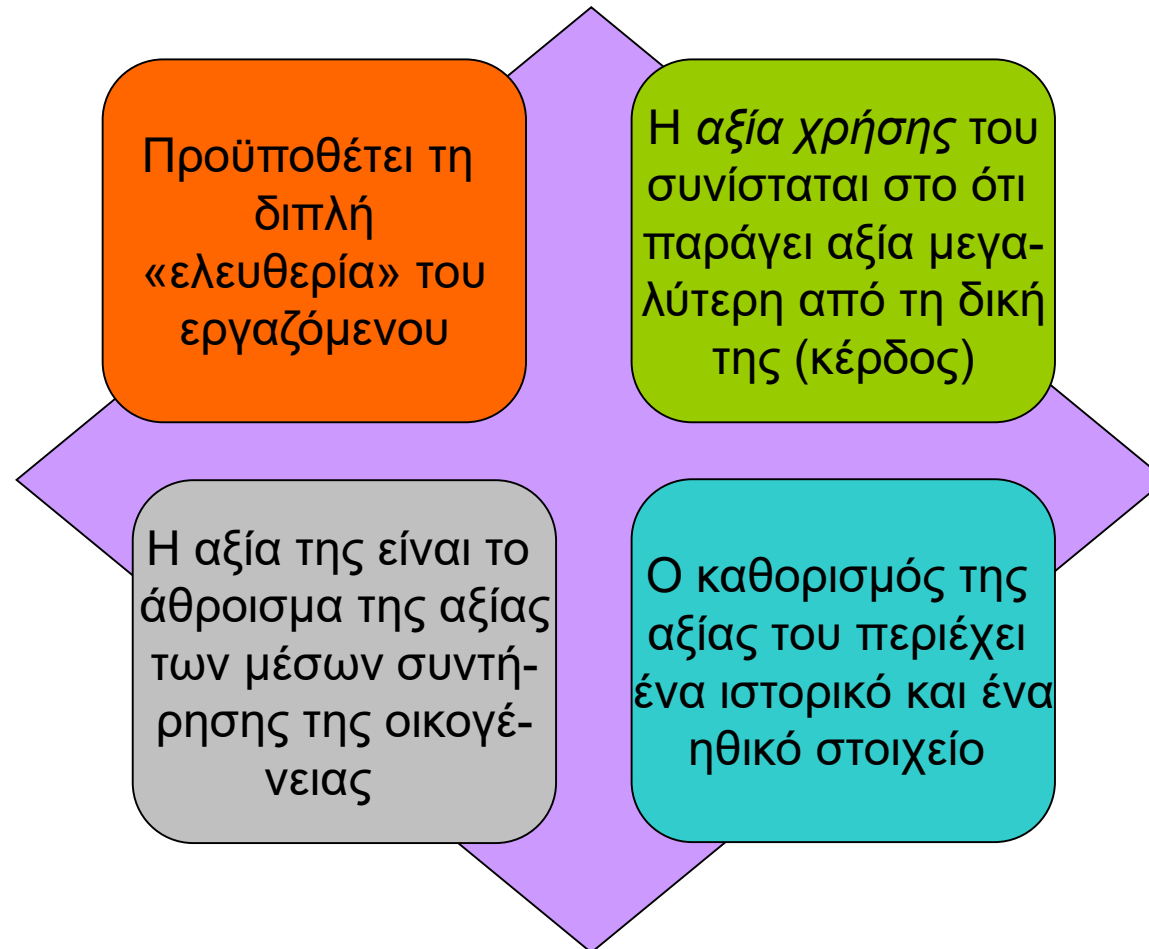 Προϋποθέτει τη
διπλή
«ελευθερία» του
εργαζόμενου
Η αξία χρήσης του
συνίσταται στο ότι
παράγει αξία μεγα-
λύτερη από τη δική
της (κέρδος)
Η αξία της είναι το
άθροισμα της αξίας
των μέσων συντή-
ρησης της οικογέ-
νειας
Ο καθορισμός της
αξίας του περιέχει
ένα ιστορικό και ένα
ηθικό στοιχείο